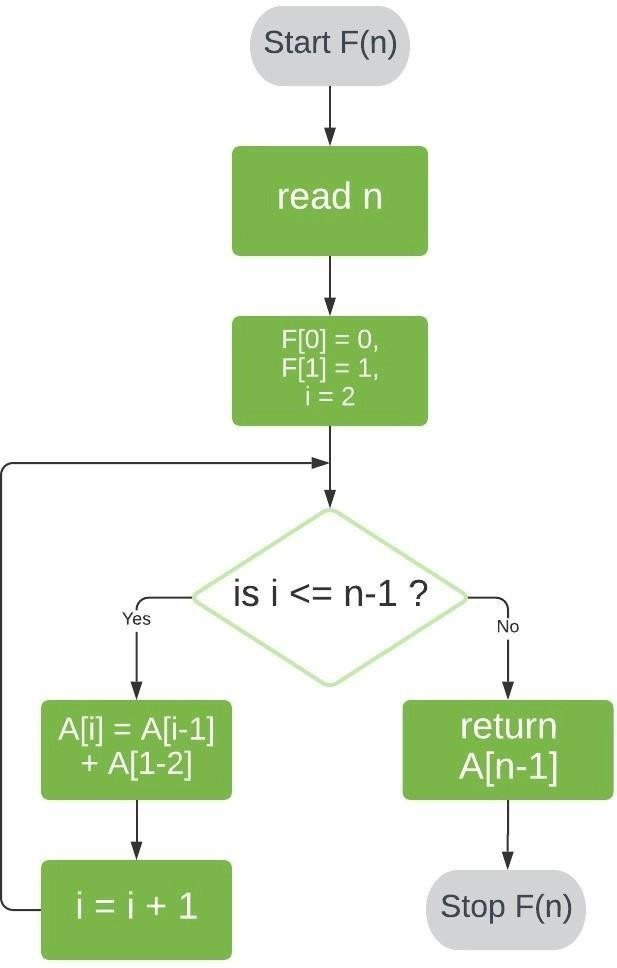 Start F(n)
read n
F[0] = 0,
F[1] = 1,
i = 2
is i <= n-1 ?
Yes
No
A[i] = A[i-1]
+ A[1-2]
return
A[n-1]
i = i + 1
Stop F(n)